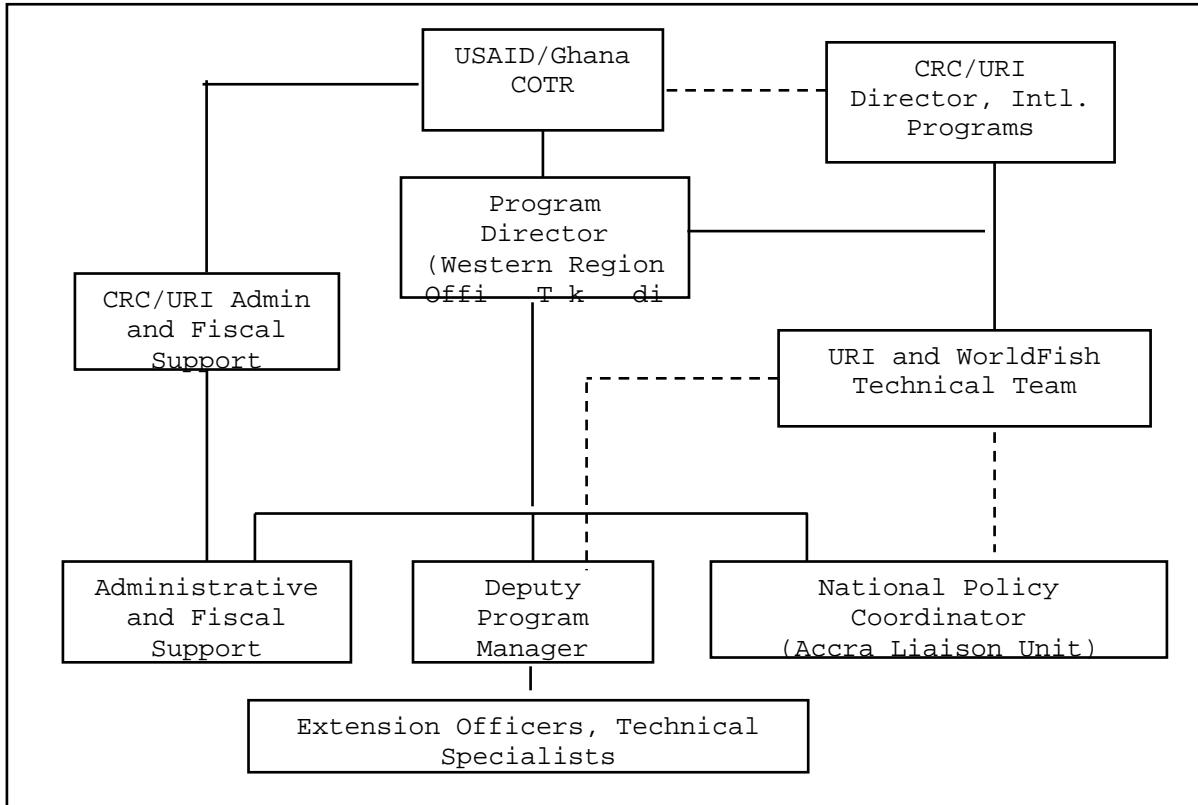 USAID/Ghana
COTR
CRC/URI
Director, Intl.
Programs
Program
Director
(Western Region
CRC/URI Admin
and Fiscal
Support
URI and WorldFish
Technical Team
Administrative
and Fiscal
Support
Deputy
Program
Manager
National Policy
Coordinator
(Accra Liaison Unit)
Extension Officers, Technical
Specialists